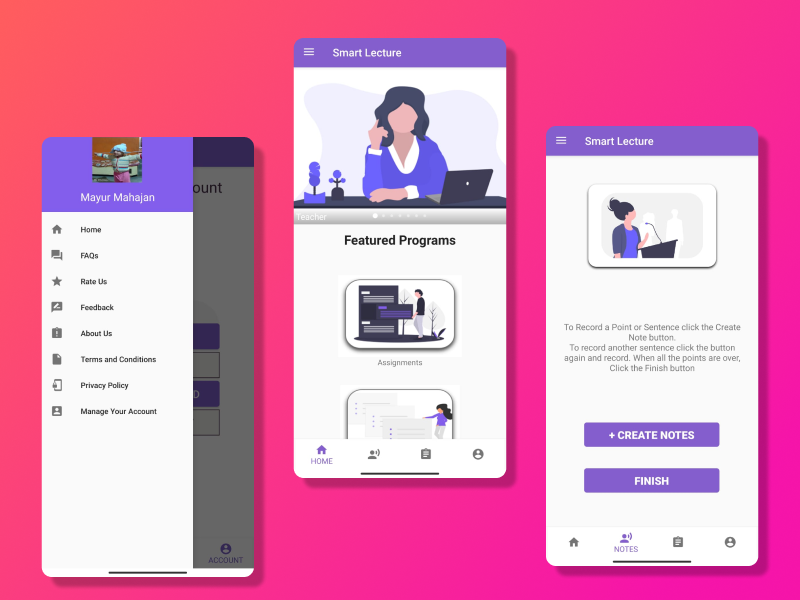 Mayur Mahajan
Home
FAQs
Rate Us
Feedback
About Us
Terms and Conditions
Privacy Policy
Manage Your Account
ount
ACCOUNT
Smart Lecture
Teacher
Featured Programs
Assignments
HOME
Smart Lecture
To Record a Point or Sentence click the Create
Note button.
To record another sentence click the button
again and record. When all the points are over,
Click the Finish button
+ CREATE NOTES
FINISH
NOTES